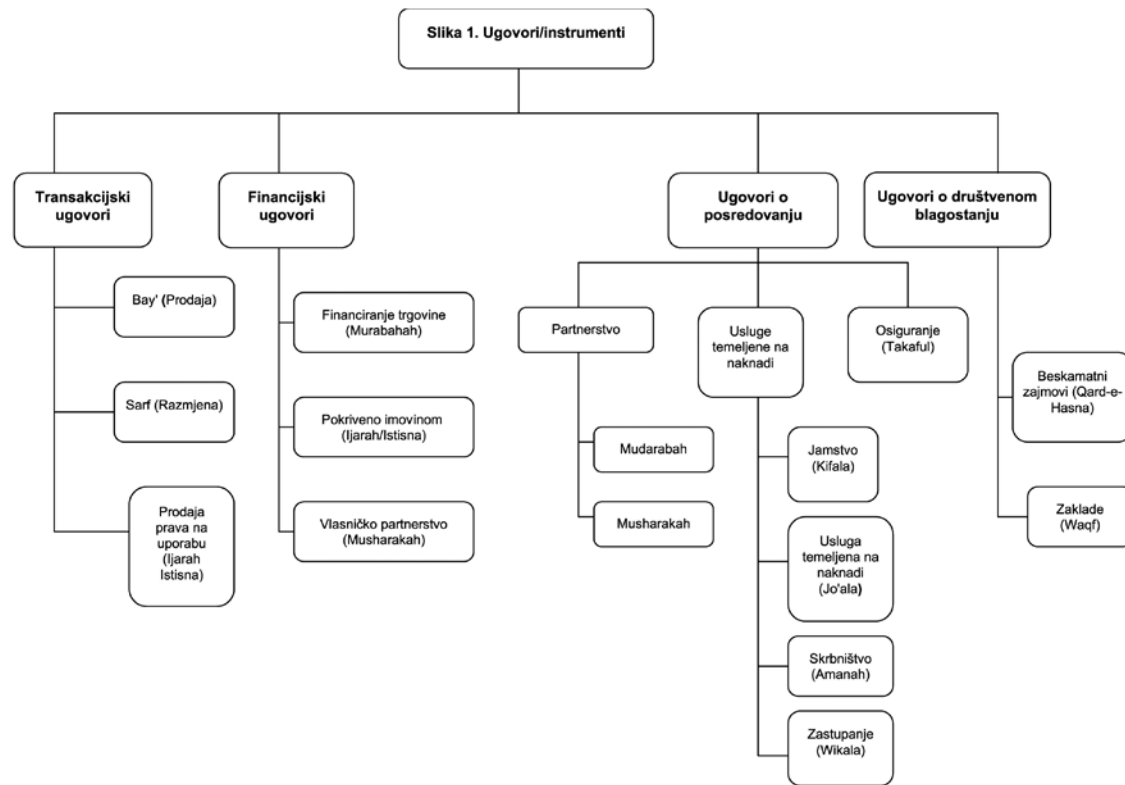 Slika 1. Ugovori/instrumenti
Transakcijski
ugovori
Bay' (Prodaja)
Sarf (Razmjena)
Prodaja
prava na
uporabu
(Ijarah
Istisna)
Financijski
ugovori
Financiranje trgovine
(Murabahah)
Pokriveno imovinom
(Ijarah/Istisna)
Vlasničko partnerstvo
(Musharakah)
Ugovori o
posredovanju
Partnerstvo
Mudarabah
Musharakah
Usluge
temeljene na
naknadi
Jamstvo
(Kifala)
Usluga
temeljena na
naknadi
(Jo'ala)
Skrbništvo
(Amanah)
Zastupanje
(Wikala)
Osiguranje
(Takaful)
Ugovori o društvenom
blagostanju
Beskamatni
zajmovi (Qard-e-
Hasna)
Zaklade
(Waqf)